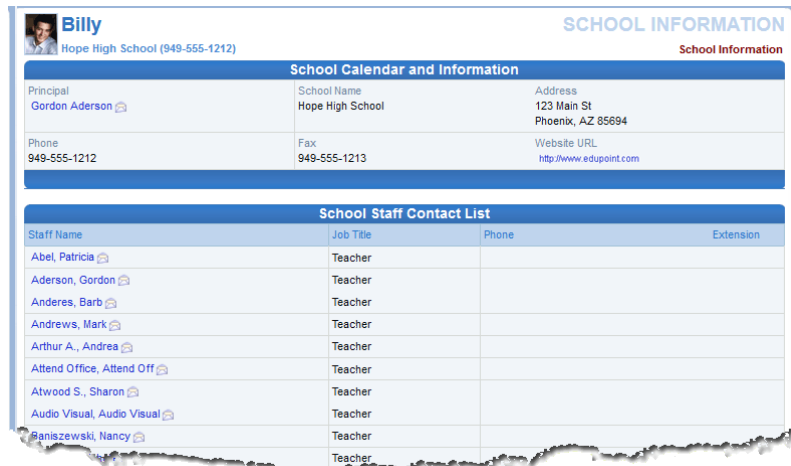 Billy
SCHOOL INFORMATION
Hope High School (949-555-1212)
School Information
School Calendar and Information
Principal School Name Address
Gordon Aderson Hope High School 123 Main St
Phoenix, AZ 85694
Phone Fax Website URL
949-555-1212 949-555-1213 http://www.edupoint.com
School Staff Contact List
Staff Name Job Title Phone Extension
Abel, Patricia Teacher
Aderson, Gordon Teacher
Anderes, Barb Teacher
Andrews, Mark Teacher
Arthur A., Andrea Teacher
Attend Office, Attend Off Teacher
Atwood S., Sharon Teacher
Audio Visual, Audio Visual Teacher
Baniszewski, Nancy Teacher
Teacher